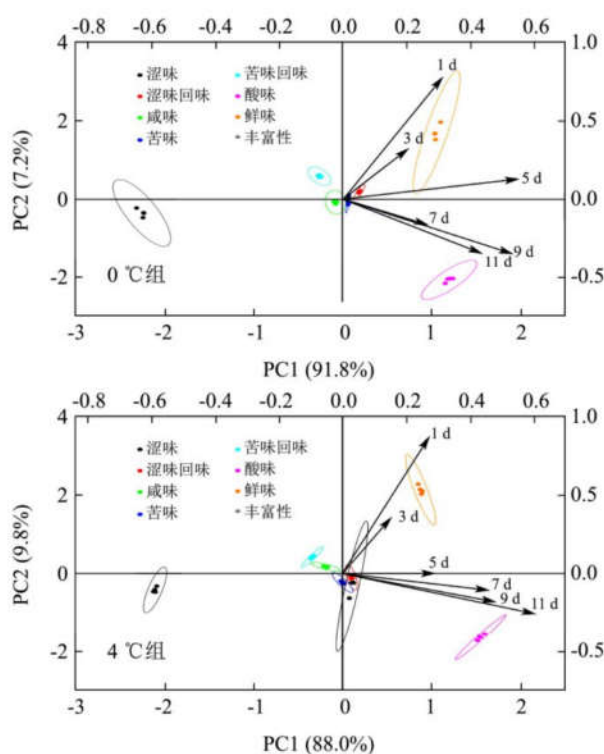 -0.8 -0.6 -0.4 -0.2 0.0 0.2 0.4 0.6
4 1.0
涩味 苦味回味
涩味回味 酸味
咸味 鲜味
苦味 丰富性
1 d
2 0.5
3 d
5 d
PC2 (7.2%)
0 0.0
7 d
9 d
11 d
-2 -0.5
0 ℃组
-3 -2 -1 0 1 2
PC1 (91.8%)
-0.8 -0.6 -0.4 -0.2 0.0 0.2 0.4 0.6
4 1.0
涩味 苦味回味
涩味回味 酸味
咸味 鲜味
苦味 丰富性
1 d
2 0.5
3 d
5 d
PC2 (9.8%)
0 0.0
7 d
9 d
11 d
-2 -0.5
4 ℃组
-3 -2 -1 0 1 2
PC1 (88.0%)